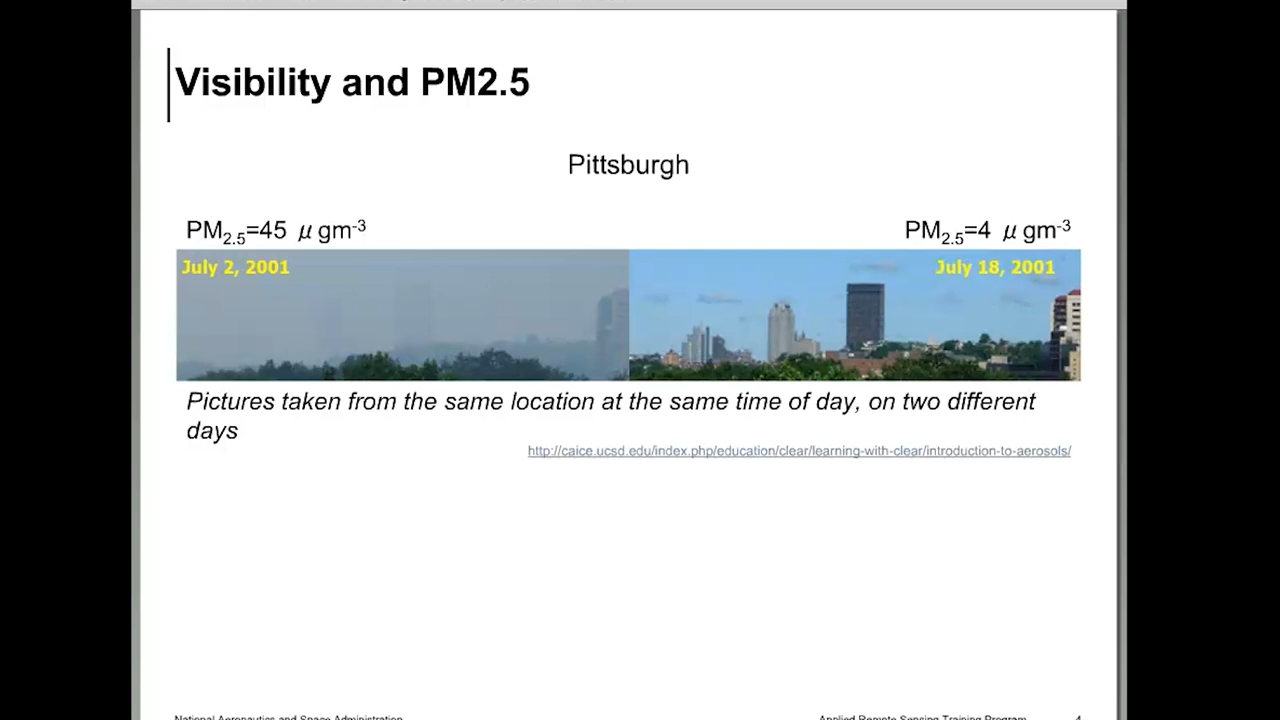 Visibility and PM2.5
Pittsburgh
PM2.5=45 μgm-3
PM2.5=4 μgm-3
July 2, 2001
July 18, 2001
Pictures taken from the same location at the same time of day, on two different
days
http://caice.ucsd.edu/index.php/education/clear/learning-with-clear/introduction-to-aerosols/
National Aeronautics and Space Administration
Applied Remote Sensing Training Program
4